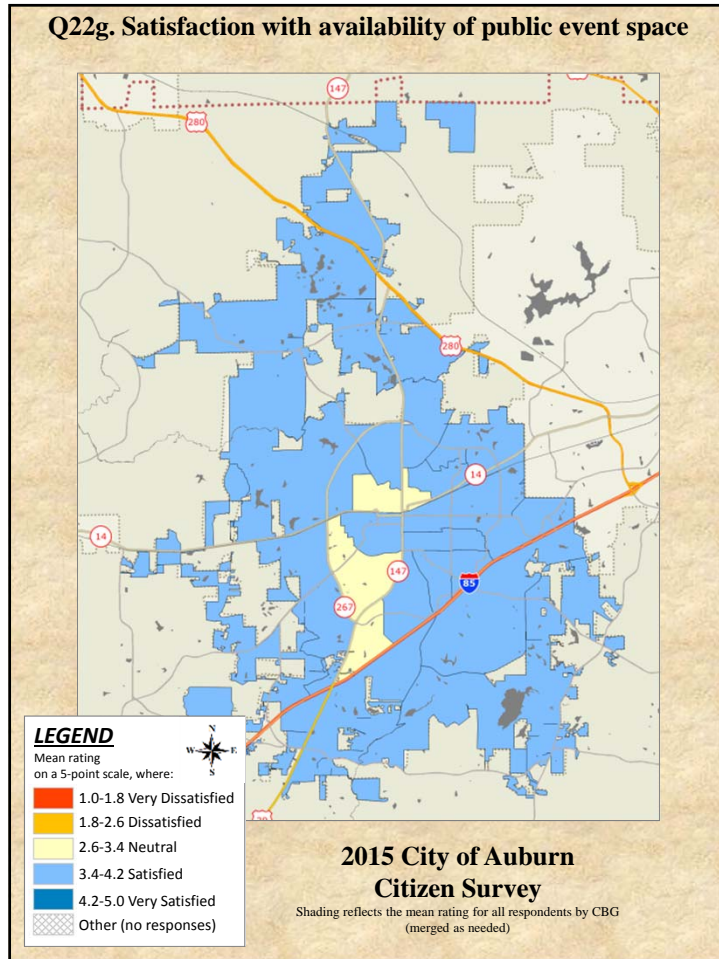 Q22g. Satisfaction with availability of public event space
147
280
280
14
14
147
85
267
LEGEND
Mean rating
on a 5-point scale, where:
N
W E
S
1.0-1.8 Very Dissatisfied
1.8-2.6 Dissatisfied
2.6-3.4 Neutral
3.4-4.2 Satisfied
4.2-5.0 Very Satisfied
Other (no responses)
2015 City of Auburn
Citizen Survey
Shading reflects the mean rating for all respondents by CBG
(merged as needed)